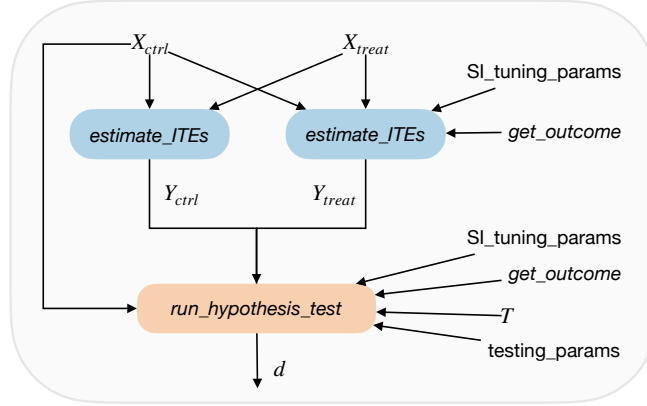 X_ctrl
X_treat
SI_tuning_params
estimate_ITEs
estimate_ITEs
get_outcome
Y_ctrl
Y_treat
SI_tuning_params
get_outcome
run_hypothesis_test
T
testing_params
d